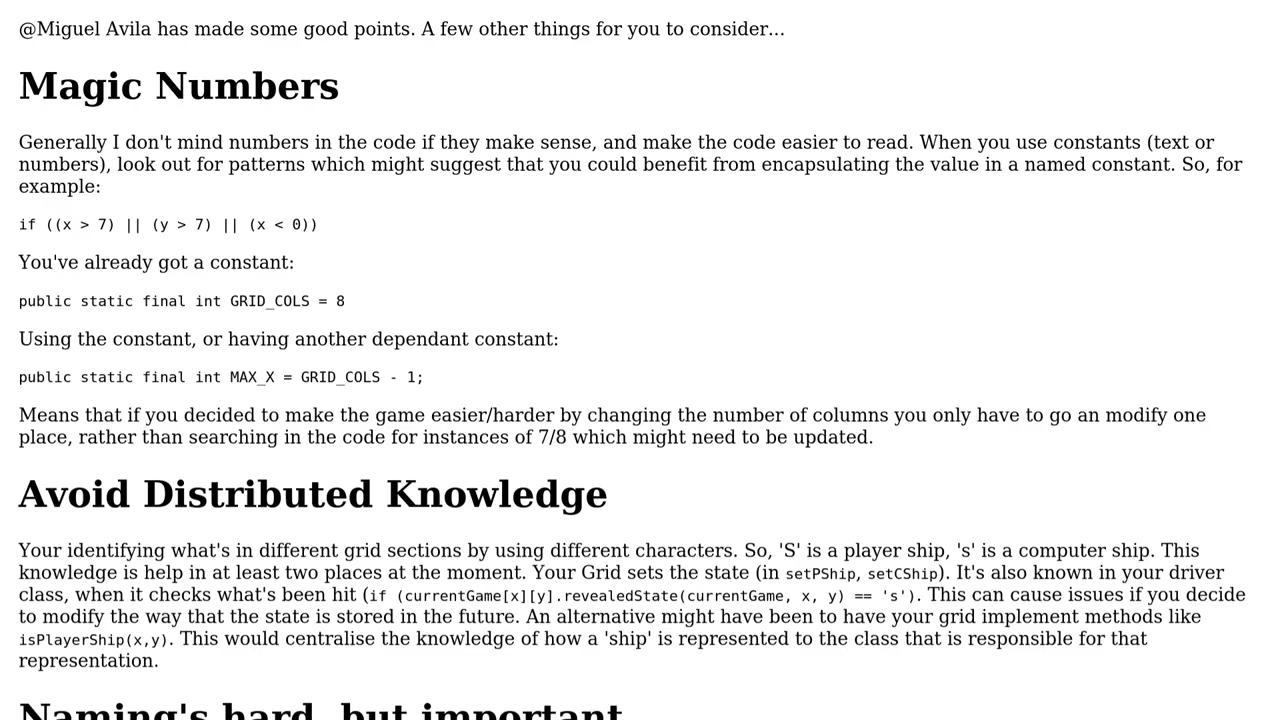 @Miguel Avila has made some good points. A few other things for you to consider...
Magic Numbers
Generally I don't mind numbers in the code if they make sense, and make the code easier to read. When you use constants (text or
numbers), look out for patterns which might suggest that you could benefit from encapsulating the value in a named constant. So, for
example:
if ((x > 7) || (y > 7) || (x < 0))
You've already got a constant:
public static final int GRID_COLS = 8
Using the constant, or having another dependant constant:
public static final int MAX_X = GRID_COLS - 1;
Means that if you decided to make the game easier/harder by changing the number of columns you only have to go an modify one
place, rather than searching in the code for instances of 7/8 which might need to be updated.
Avoid Distributed Knowledge
Your identifying what's in different grid sections by using different characters. So, 'S' is a player ship, 's' is a computer ship. This
knowledge is help in at least two places at the moment. Your Grid sets the state (in setPShip, setCShip). It's also known in your driver
class, when it checks what's been hit (if (currentGame[x][y].revealedState(currentGame, x, y) == 's'). This can cause issues if you decide
to modify the way that the state is stored in the future. An alternative might have been to have your grid implement methods like
isPlayerShip(x,y). This would centralise the knowledge of how a 'ship' is represented to the class that is responsible for that
representation.
Naming's hard, but important